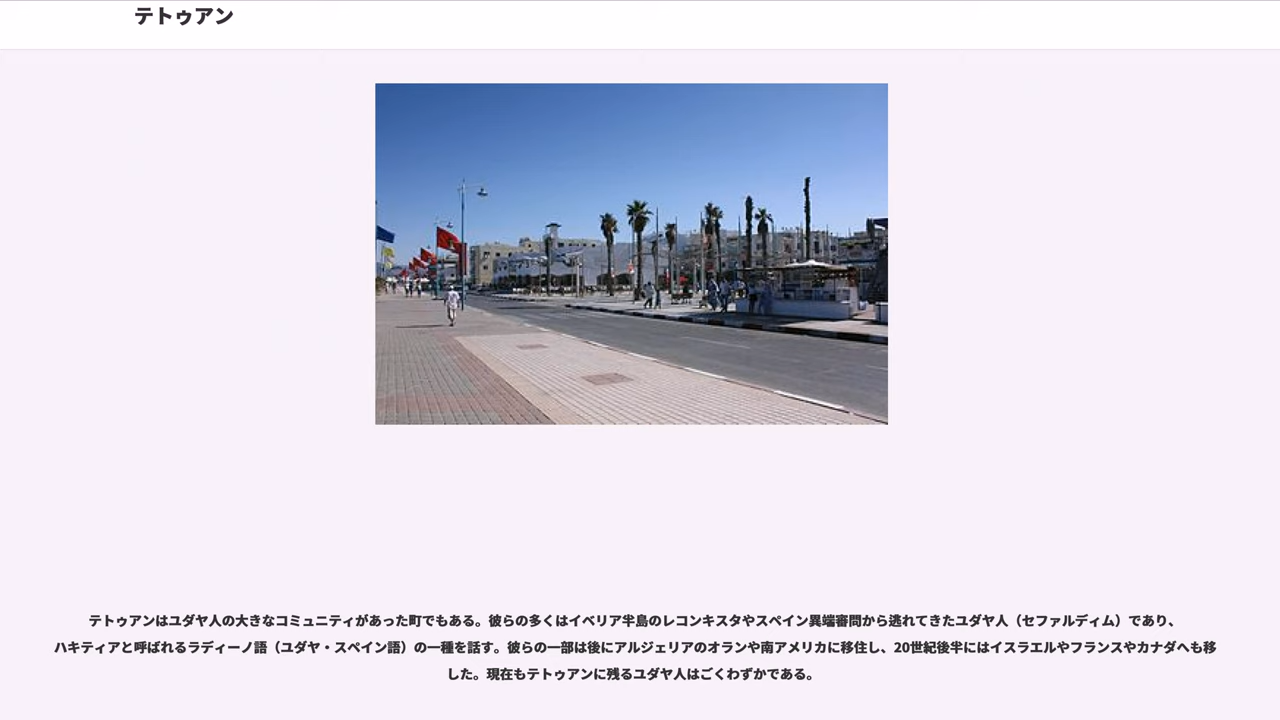 テトゥアン
テトゥアンはユダヤ人の大きなコミュニティがあった町でもある。彼らの多くはイベリア半島のレコンキスタやスペイン異端審問から逃れてきたユダヤ人（セファルディム）であり、
ハキティアと呼ばれるラディーノ語（ユダヤ・スペイン語）の一種を話す。彼らの一部は後にアルジェリアのオランや南アメリカに移住し、20世紀後半にはイスラエルやフランスやカナダへも移
した。現在もテトゥアンに残るユダヤ人はごくわずかである。